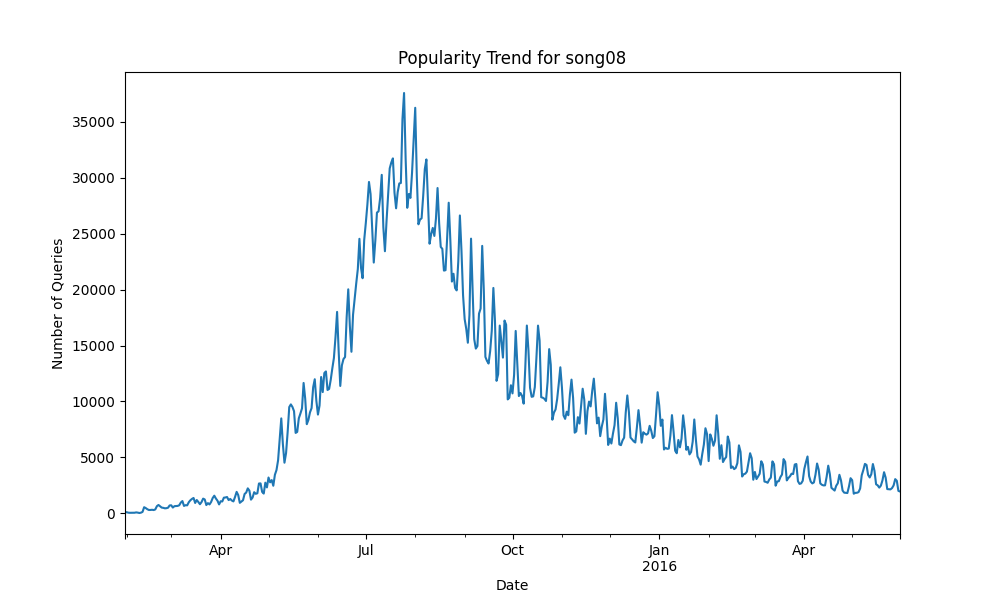 Popularity Trend for song08
Number of Queries
35000
30000
25000
20000
15000
10000
5000
0
Apr
Jul
Oct
Jan
2016
Apr
Date